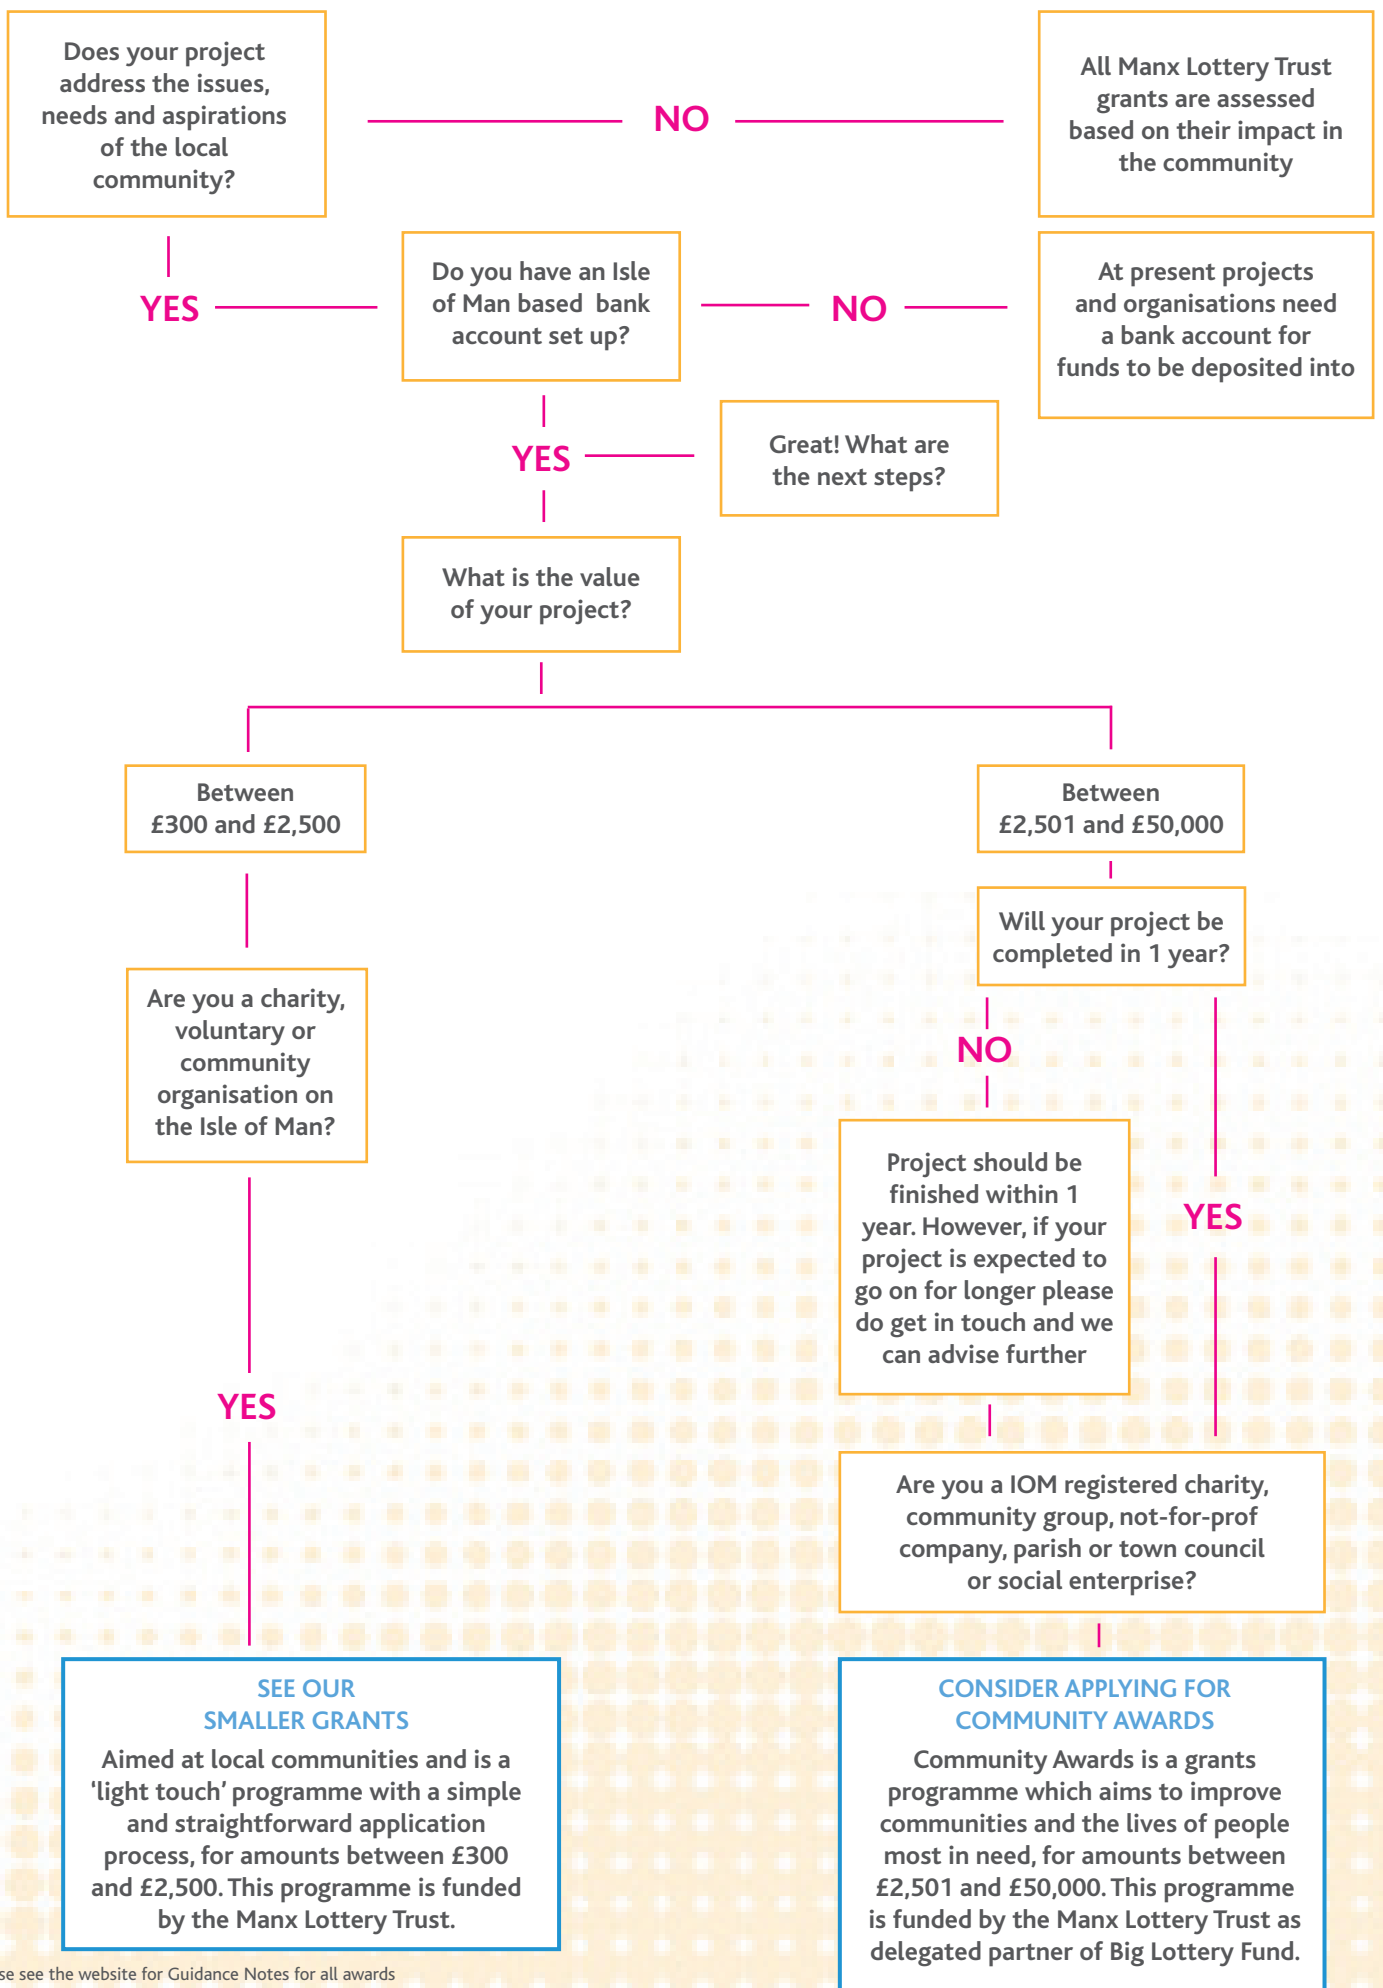 Does your project
address the issues,
needs and aspirations
of the local
community?
NO
All Manx Lottery Trust
grants are assessed
based on their impact in
the community
YES
Do you have an Isle
of Man based bank
account set up?
NO
At present projects
and organisations need
a bank account for
funds to be deposited into
YES
Great! What are
the next steps?
What is the value
of your project?
Between
£300 and £2,500
Between
£2,501 and £50,000
Will your project be
completed in 1 year?
Are you a charity,
voluntary or
community
organisation on
the Isle of Man?
NO
Project should be
finished within 1
year. However, if your
project is expected to
go on for longer please
do get in touch and we
can advise further
YES
YES
Are you a IOM registered charity,
community group, not-for-prof
company, parish or town council
or social enterprise?
SEE OUR
SMALLER GRANTS
Aimed at local communities and is a
‘light touch’ programme with a simple
and straightforward application
process, for amounts between £300
and £2,500. This programme is funded
by the Manx Lottery Trust.
CONSIDER APPLYING FOR
COMMUNITY AWARDS
Community Awards is a grants
programme which aims to improve
communities and the lives of people
most in need, for amounts between
£2,501 and £50,000. This programme
is funded by the Manx Lottery Trust as
delegated partner of Big Lottery Fund.
se see the website for Guidance Notes for all awards